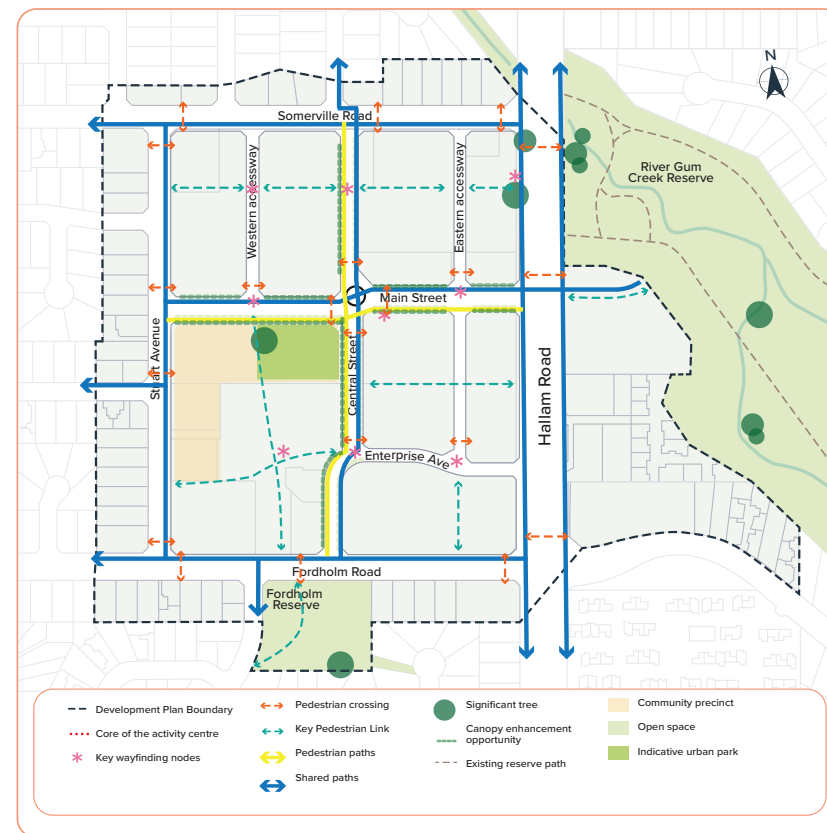 N
Somerville Road
River Gum
Creek Reserve
Western accessway
Eastern accessway
Main Street
Stuart Avenue
Central Street
Hallam Road
Enterprise Ave
Fordholm Road
Fordholm
Reserve
Development Plan Boundary
Core of the activity centre
Key wayfinding nodes
Pedestrian crossing
Key Pedestrian Link
Pedestrian paths
Shared paths
Significant tree
Canopy enhancement
opportunity
Existing reserve path
Community precinct
Open space
Indicative urban park